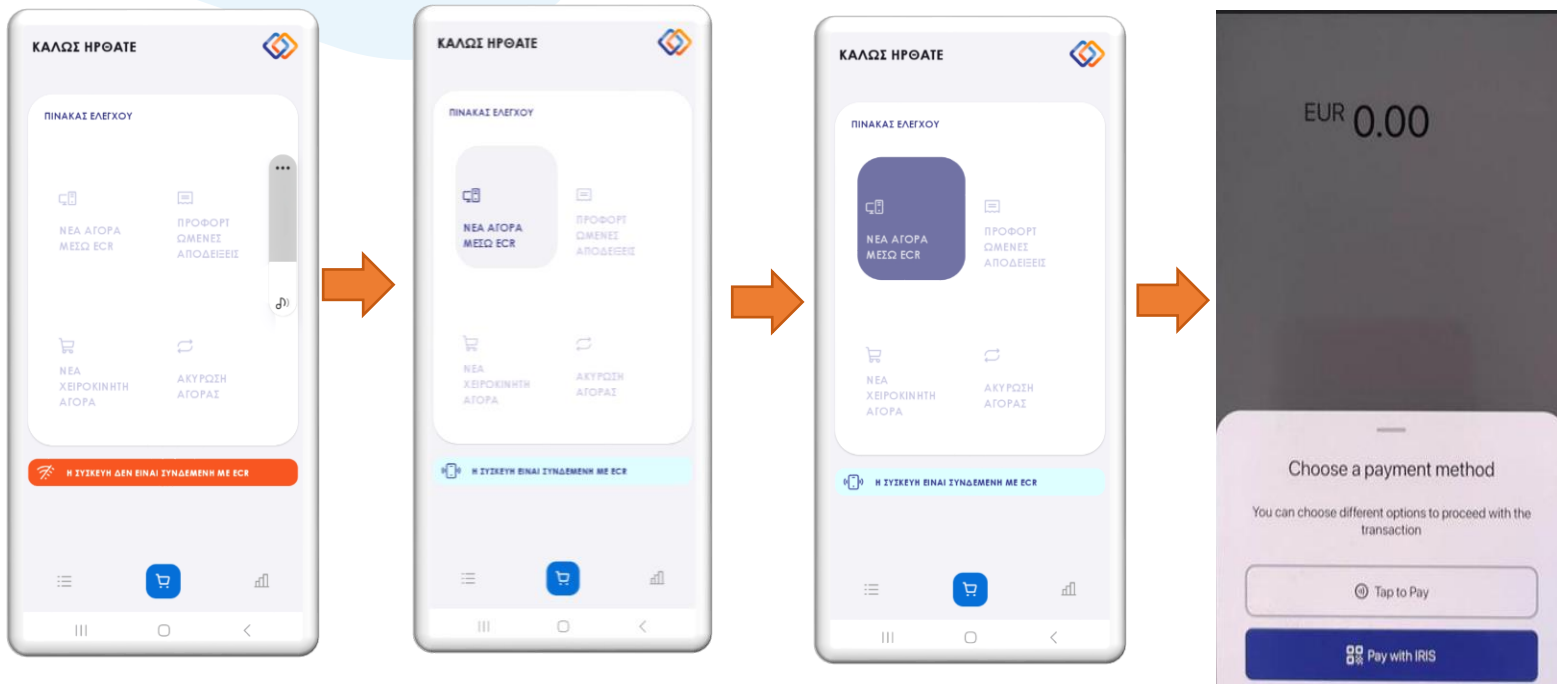 ΚΑΛΩΣ ΗΡΘΑΤΕ
ΠΙΝΑΚΑΣ ΕΛΕΓΧΟΥ
ΝΕΑ ΑΓΟΡΑ
ΜΕΣΩ ECR
ΠΡΟΦΟΡΤ
ΩΜΕΝΕΣ
ΑΠΟΔΕΙΞΕΙΣ
ΝΕΑ
ΧΕΙΡΟΚΙΝΗΤΗ
ΑΓΟΡΑ
ΑΚΥΡΩΣΗ
ΑΓΟΡΑΣ
Η ΣΥΣΚΕΥΗ ΔΕΝ ΕΙΝΑΙ ΣΥΝΔΕΜΕΝΗ ΜΕ ECR
ΚΑΛΩΣ ΗΡΘΑΤΕ
ΠΙΝΑΚΑΣ ΕΛΕΓΧΟΥ
ΝΕΑ ΑΓΟΡΑ
ΜΕΣΩ ECR
ΠΡΟΦΟΡΤ
ΩΜΕΝΕΣ
ΑΠΟΔΕΙΞΕΙΣ
ΝΕΑ
ΧΕΙΡΟΚΙΝΗΤΗ
ΑΓΟΡΑ
ΑΚΥΡΩΣΗ
ΑΓΟΡΑΣ
Η ΣΥΣΚΕΥΗ ΕΙΝΑΙ ΣΥΝΔΕΜΕΝΗ ΜΕ ECR
ΚΑΛΩΣ ΗΡΘΑΤΕ
ΠΙΝΑΚΑΣ ΕΛΕΓΧΟΥ
ΝΕΑ ΑΓΟΡΑ
ΜΕΣΩ ECR
ΠΡΟΦΟΡΤ
ΩΜΕΝΕΣ
ΑΠΟΔΕΙΞΕΙΣ
ΝΕΑ
ΧΕΙΡΟΚΙΝΗΤΗ
ΑΓΟΡΑ
ΑΚΥΡΩΣΗ
ΑΓΟΡΑΣ
Η ΣΥΣΚΕΥΗ ΕΙΝΑΙ ΣΥΝΔΕΜΕΝΗ ΜΕ ECR
EUR 0.00
Choose a payment method
You can choose different options to proceed with the
transaction
Tap to Pay
Pay with IRIS